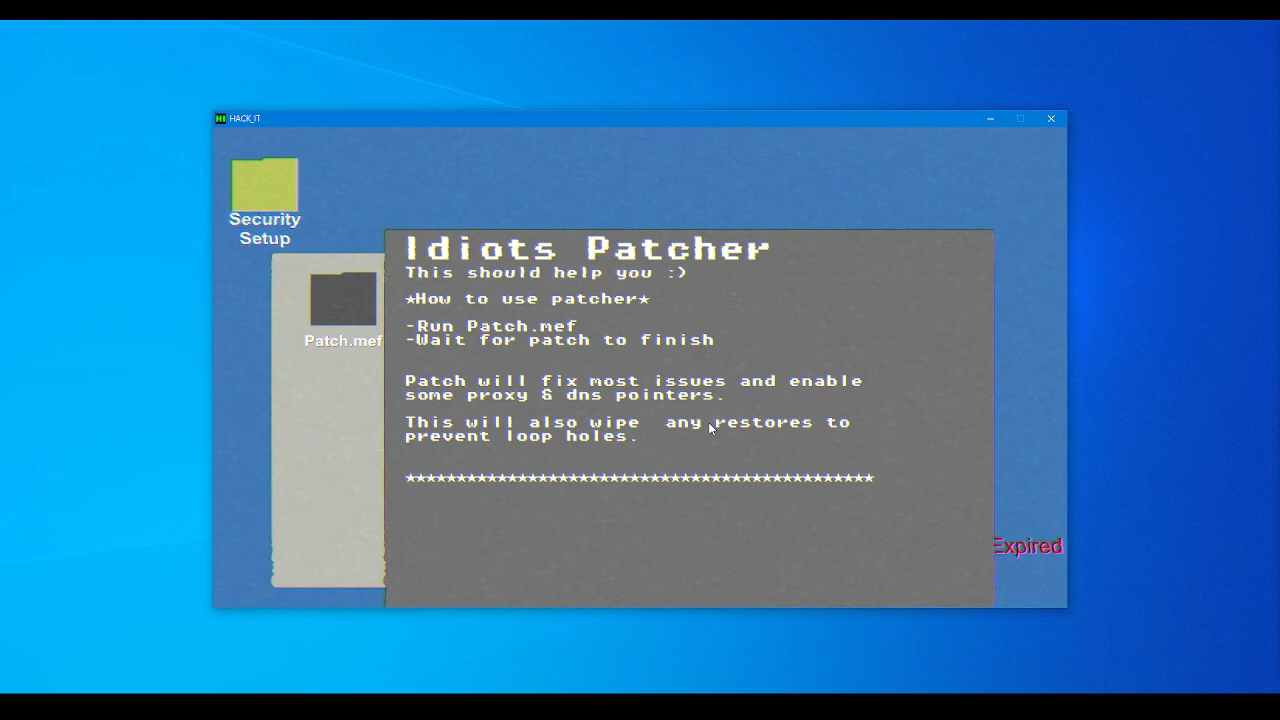 HACK_IT
Security
Setup
Patch.mef
Idiots Patcher
This should help you :)
★How to use patcher★
-Run Patch.mef
-Wait for patch to finish
Patch will fix most issues and enable
some proxy & dns pointers.
This will also wipe  any restores to
prevent loop holes.
★★★★★★★★★★★★★★★★★★★★★★★★★★★★★★★★★★★★★★★★★★★★★★
Expired